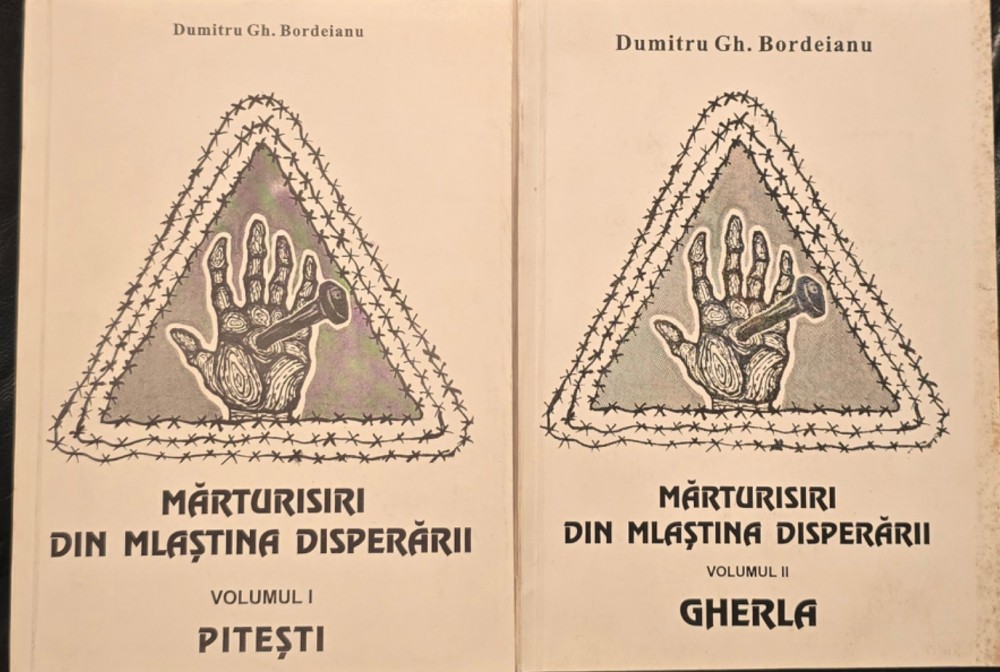 Dumitru Gh. Bordeianu
MĂRTURISIRI
DIN MLAȘTINA DISPERĂRII
VOLUMUL I
PITEȘTI
Dumitru Gh. Bordeianu
MĂRTURISIRI
DIN MLAȘTINA DISPERĂRII
VOLUMUL II
GHERLA